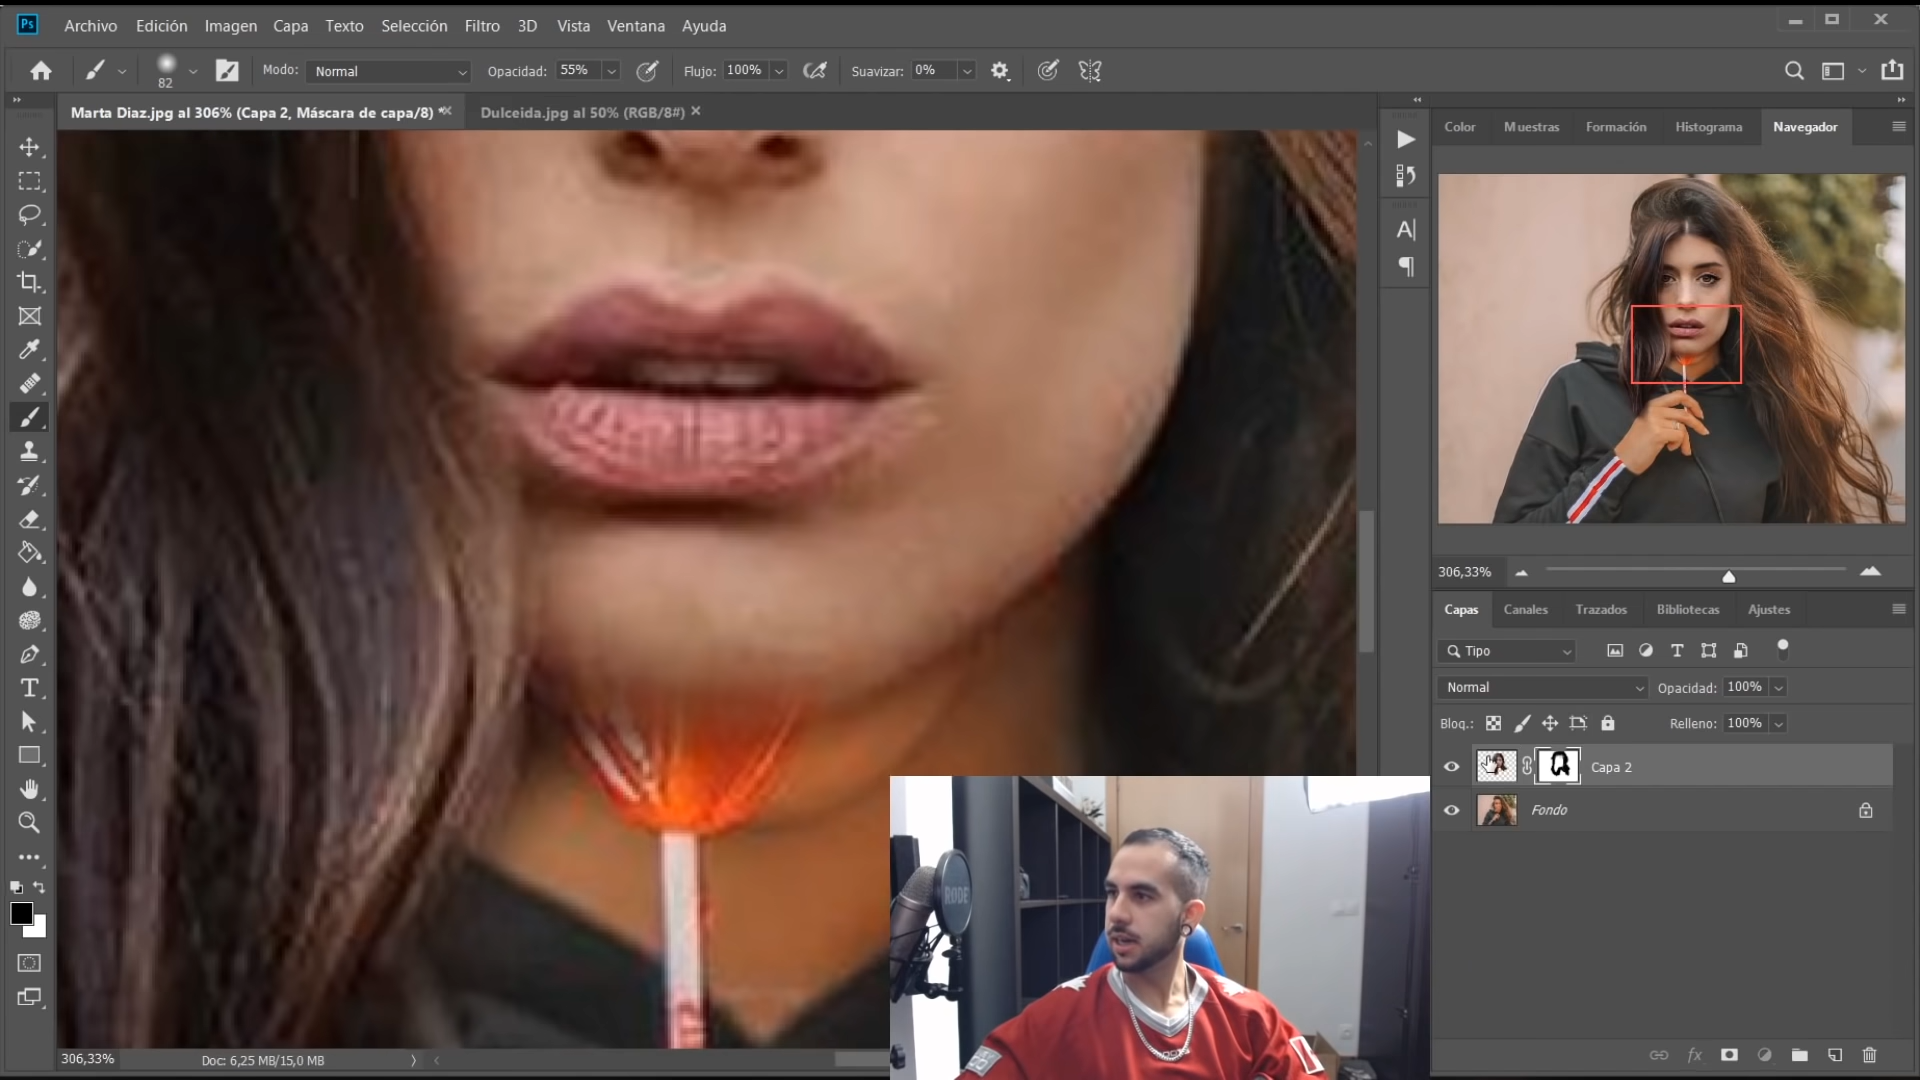 Ps Archivo Edición Imagen Capa Texto Selección Filtro 3D Vista Ventana Ayuda
82 Modo: Normal Opacidad: 55% Flujo: 100% Suavizar: 0%
Marta Diaz.jpg al 306% (Capa 2, Máscara de capa/8) * Dulceida.jpg al 50% (RGB/8#)
Color Muestras Formación Histograma Navegador
306,33%
Capas Canales Trazados Bibliotecas Ajustes
Tipo
Normal Opacidad: 100%
Bloq.: Relleno: 100%
Capa 2
Fondo
RODE
306,33% Doc: 6,25 MB/15,0 MB
fx